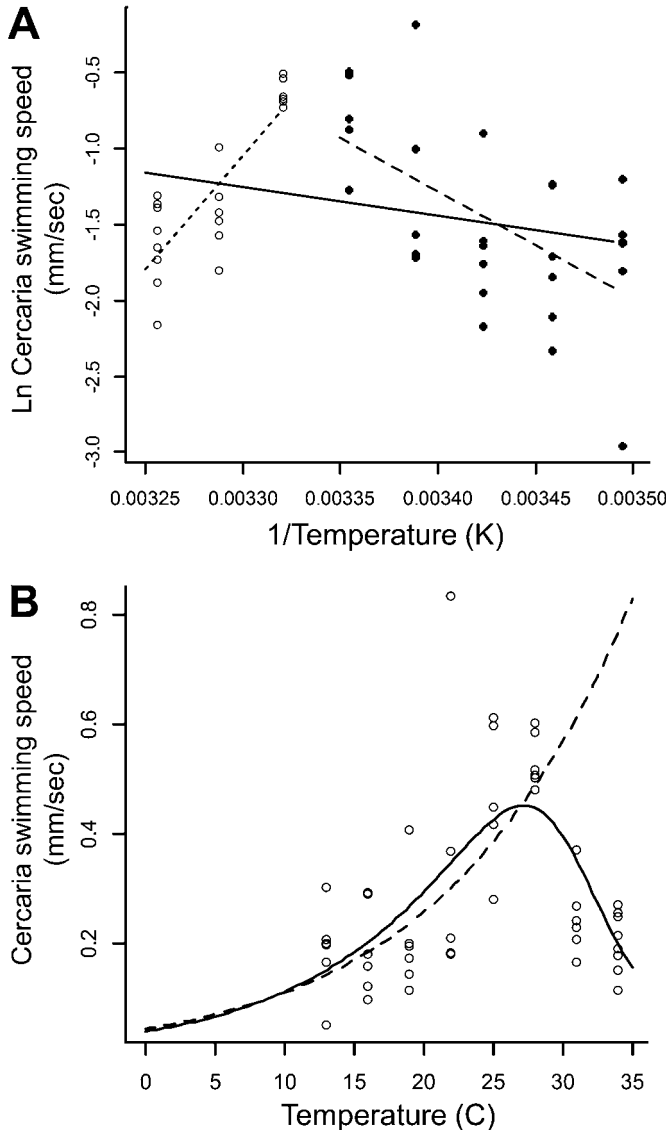 A
Ln Cercaria swimming speed
(mm/sec)
-0.5
-1.0
-1.5
-2.0
-2.5
-3.0
0.00325 0.00330 0.00335 0.00340 0.00345 0.00350
1/Temperature (K)
B
Cercaria swimming speed
(mm/sec)
0.8
0.6
0.4
0.2
0 5 10 15 20 25 30 35
Temperature (C)